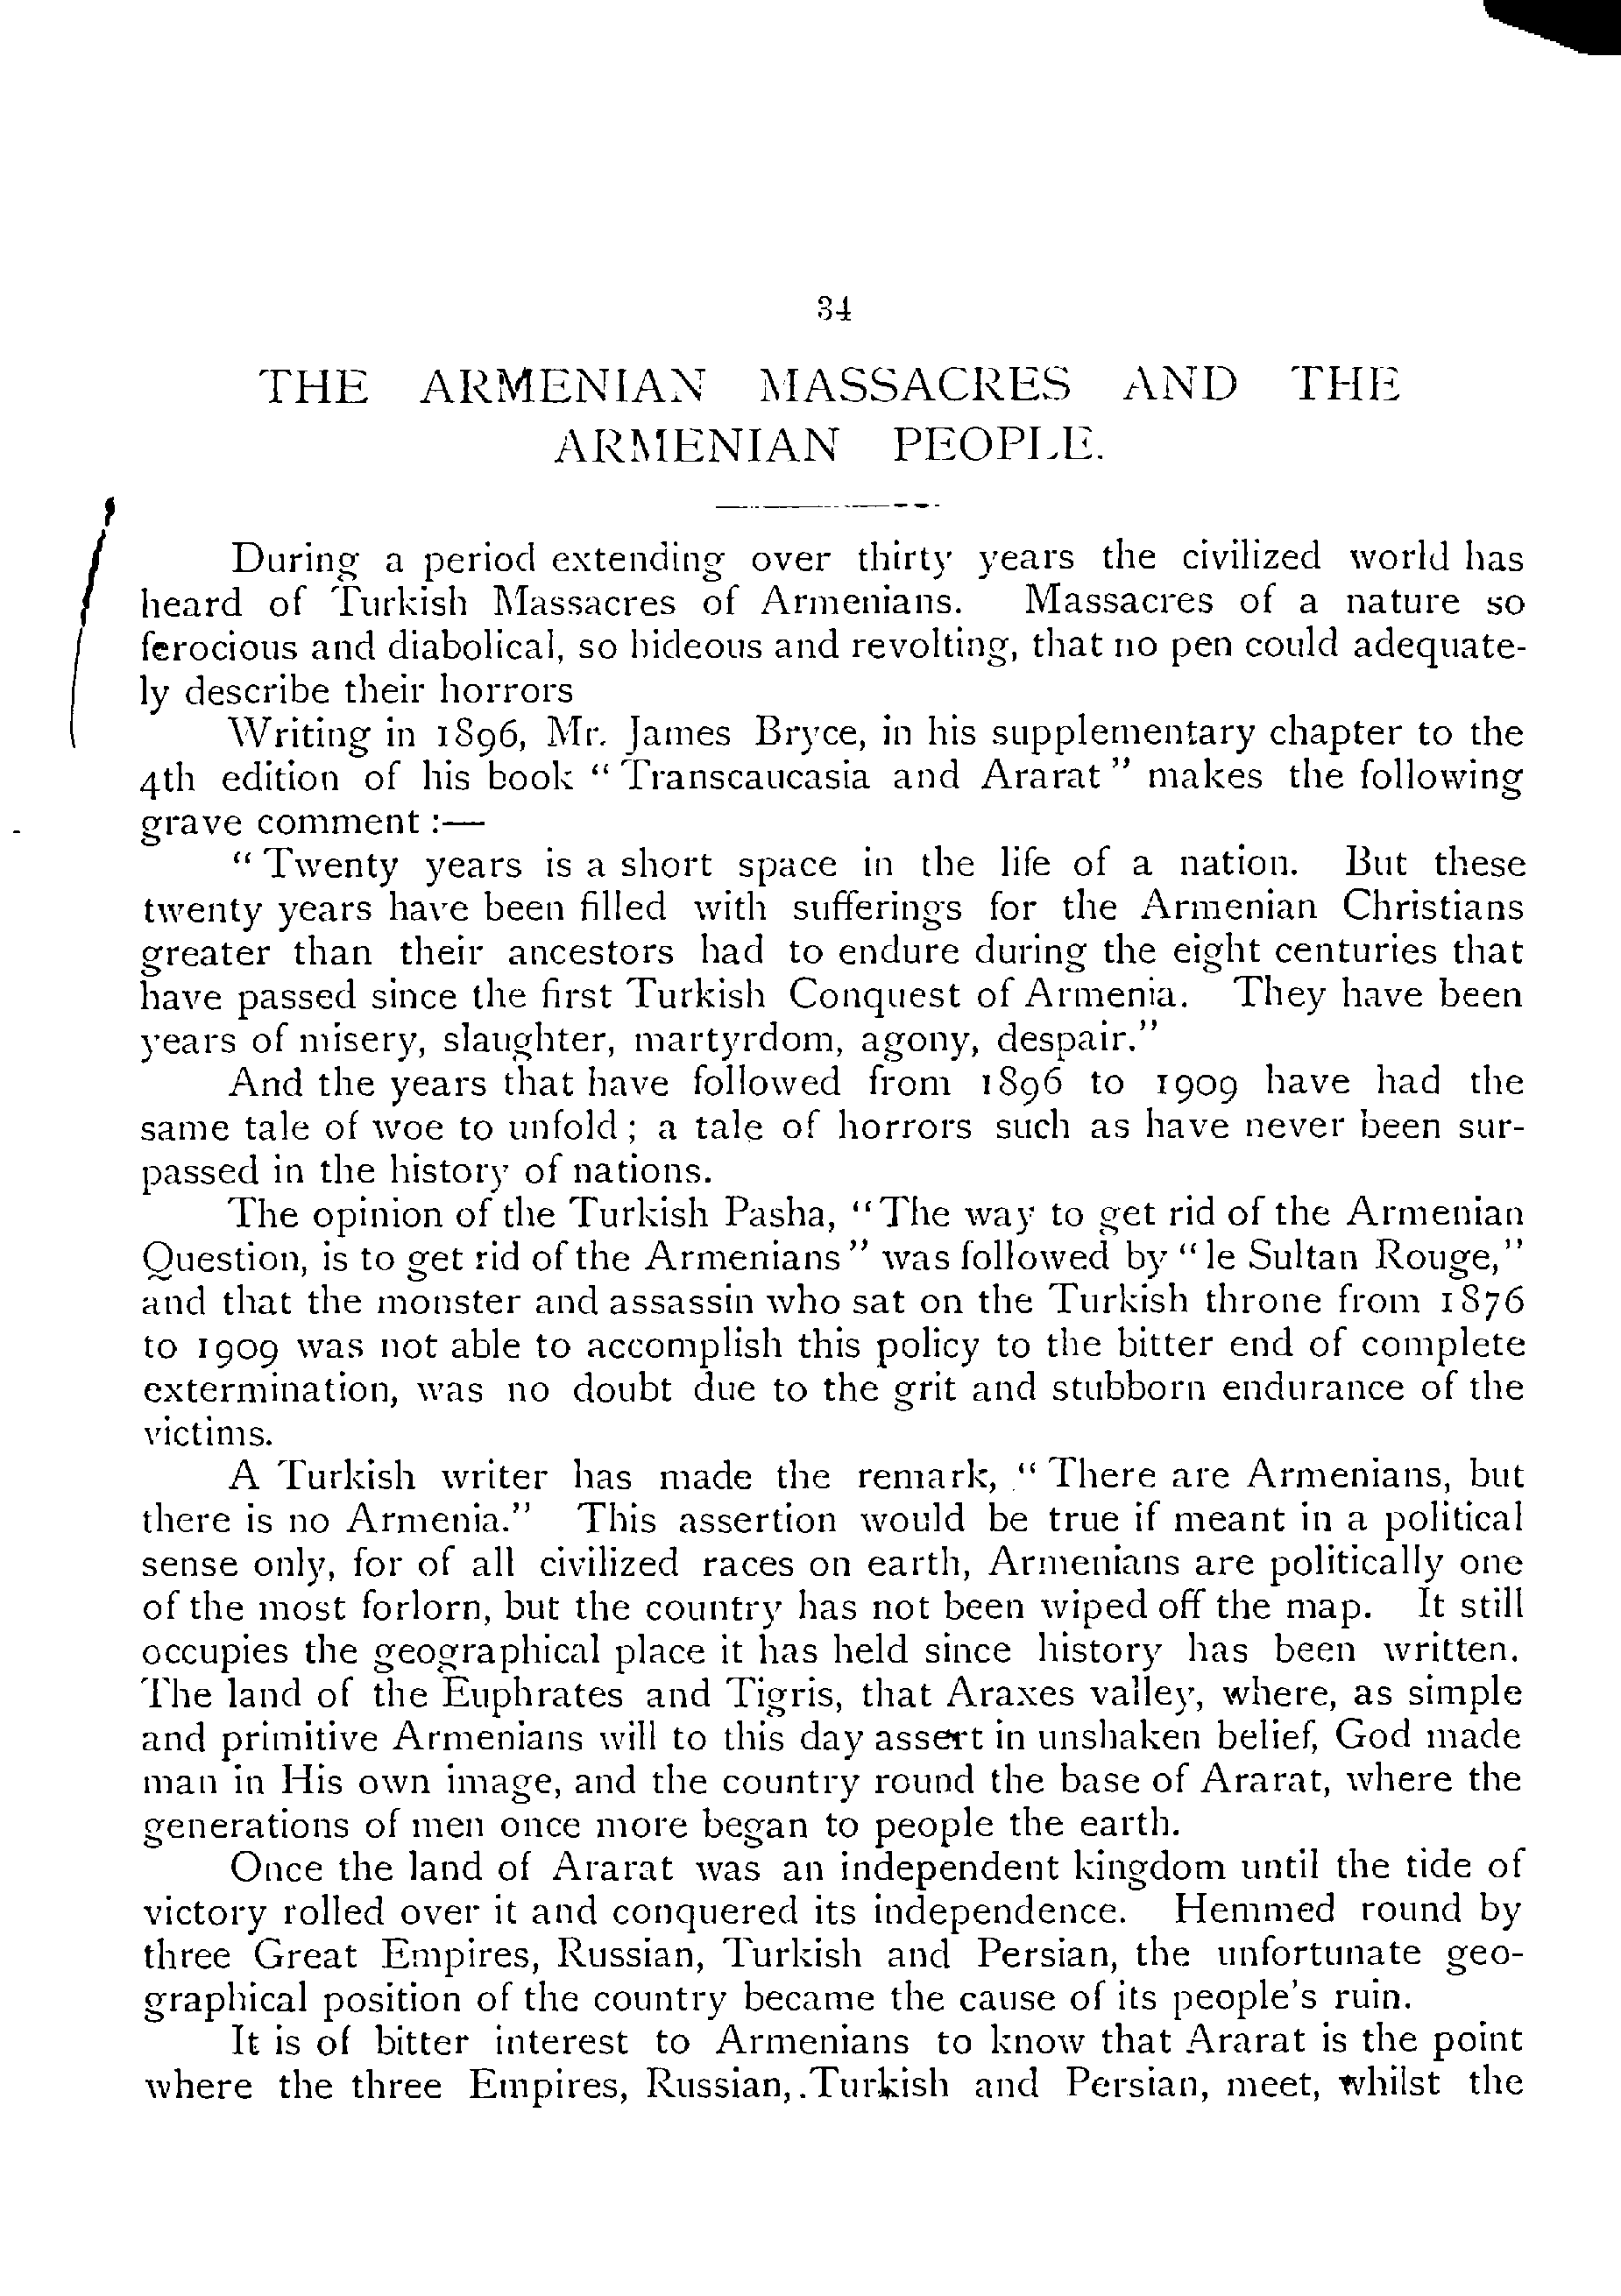 34
THE ARMENIAN MASSACRES AND THE
ARMENIAN PEOPLE.
During a period extending over thirty years the civilized world has
heard of Turkish Massacres of Armenians. Massacres of a nature so
ferocious and diabolical, so hideous and revolting, that no pen could adequate-
ly describe their horrors
Writing in 1896, Mr. James Bryce, in his supplementary chapter to the
4th edition of his book “Transcaucasia and Ararat” makes the following
grave comment :—
“Twenty years is a short space in the life of a nation. But these
twenty years have been filled with sufferings for the Armenian Christians
greater than their ancestors had to endure during the eight centuries that
have passed since the first Turkish Conquest of Armenia. They have been
years of misery, slaughter, martyrdom, agony, despair.”
And the years that have followed from 1896 to 1909 have had the
same tale of woe to unfold ; a tale of horrors such as have never been sur-
passed in the history of nations.
The opinion of the Turkish Pasha, “The way to get rid of the Armenian
Question, is to get rid of the Armenians” was followed by “le Sultan Rouge,”
and that the monster and assassin who sat on the Turkish throne from 1876
to 1909 was not able to accomplish this policy to the bitter end of complete
extermination, was no doubt due to the grit and stubborn endurance of the
victims.
A Turkish writer has made the remark, “There are Armenians, but
there is no Armenia.” This assertion would be true if meant in a political
sense only, for of all civilized races on earth, Armenians are politically one
of the most forlorn, but the country has not been wiped off the map. It still
occupies the geographical place it has held since history has been written.
The land of the Euphrates and Tigris, that Araxes valley, where, as simple
and primitive Armenians will to this day assert in unshaken belief, God made
man in His own image, and the country round the base of Ararat, where the
generations of men once more began to people the earth.
Once the land of Ararat was an independent kingdom until the tide of
victory rolled over it and conquered its independence. Hemmed round by
three Great Empires, Russian, Turkish and Persian, the unfortunate geo-
graphical position of the country became the cause of its people's ruin.
It is of bitter interest to Armenians to know that Ararat is the point
where the three Empires, Russian, Turkish and Persian, meet, whilst the